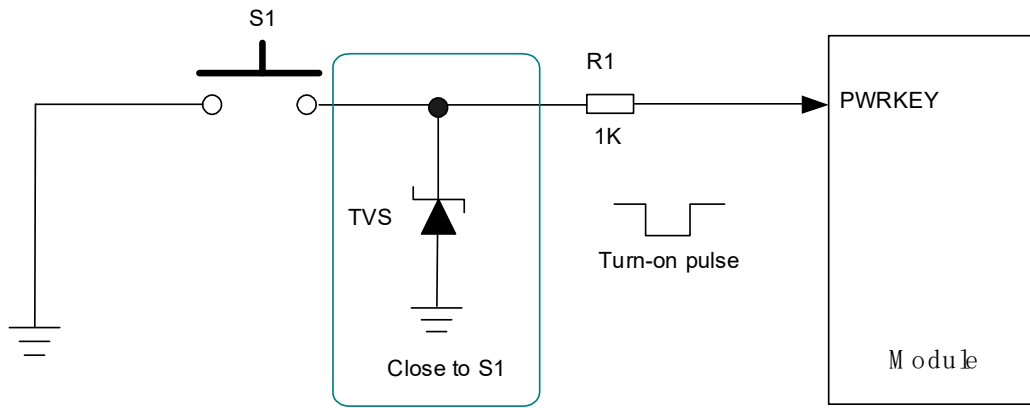 S1
R1
PWRKEY
1K
TVS
Turn-on pulse
Close to S1
Module